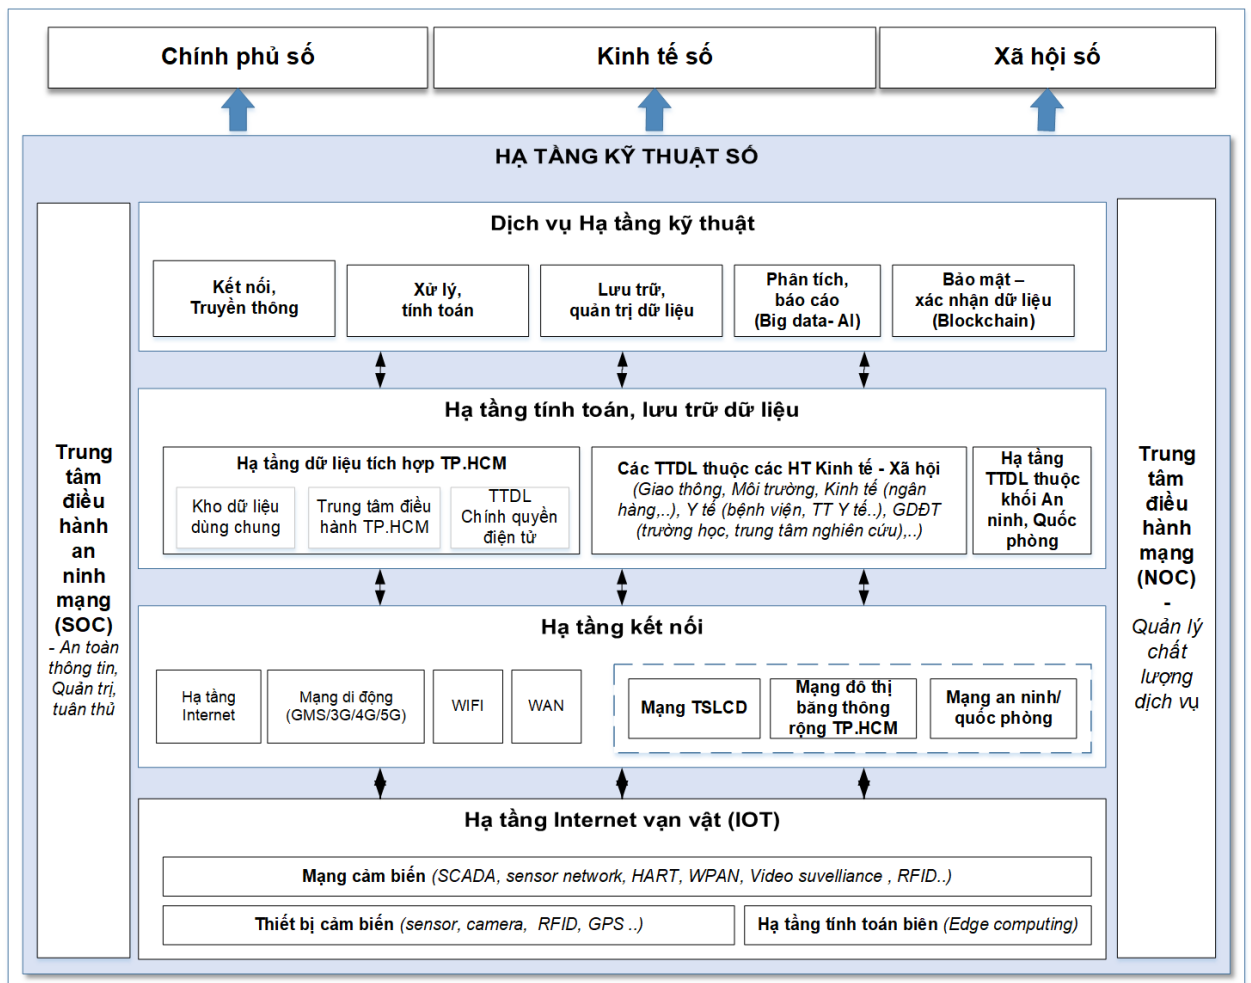 Chính phủ số
Kinh tế số
Xã hội số
HẠ TẦNG KỸ THUẬT SỐ
Trung
tâm
điều
hành
an
ninh
mạng
(SOC)
- An toàn
thông tin,
Quản trị,
tuân thủ
Dịch vụ Hạ tầng kỹ thuật
Kết nối,
Truyền thông
Xử lý,
tính toán
Lưu trữ,
quản trị dữ liệu
Phân tích,
báo cáo
(Big data- AI)
Bảo mật –
xác nhận dữ liệu
(Blockchain)
Hạ tầng tính toán, lưu trữ dữ liệu
Hạ tầng dữ liệu tích hợp TP.HCM
Kho dữ liệu
dùng chung
Trung tâm điều
hành TP.HCM
TTDL
Chính quyền
điện tử
Các TTDL thuộc các HT Kinh tế - Xã hội
(Giao thông, Môi trường, Kinh tế (ngân
hàng,..), Y tế (bệnh viện, TT Y tế..), GDĐT
(trường học, trung tâm nghiên cứu),..)
Hạ tầng
TTDL thuộc
khối An
ninh, Quốc
phòng
Hạ tầng kết nối
Hạ tầng
Internet
Mạng di động
(GMS/3G/4G/5G)
WIFI
WAN
Mạng TSLCD
Mạng đô thị
băng thông
rộng TP.HCM
Mạng an ninh/
quốc phòng
Hạ tầng Internet vạn vật (IOT)
Mạng cảm biến (SCADA, sensor network, HART, WPAN, Video suvelliance , RFID..)
Thiết bị cảm biến (sensor, camera, RFID, GPS ..)
Hạ tầng tính toán biên (Edge computing)
Trung
tâm
điều
hành
mạng
(NOC)
-
Quản lý
chất
lượng
dịch vụ